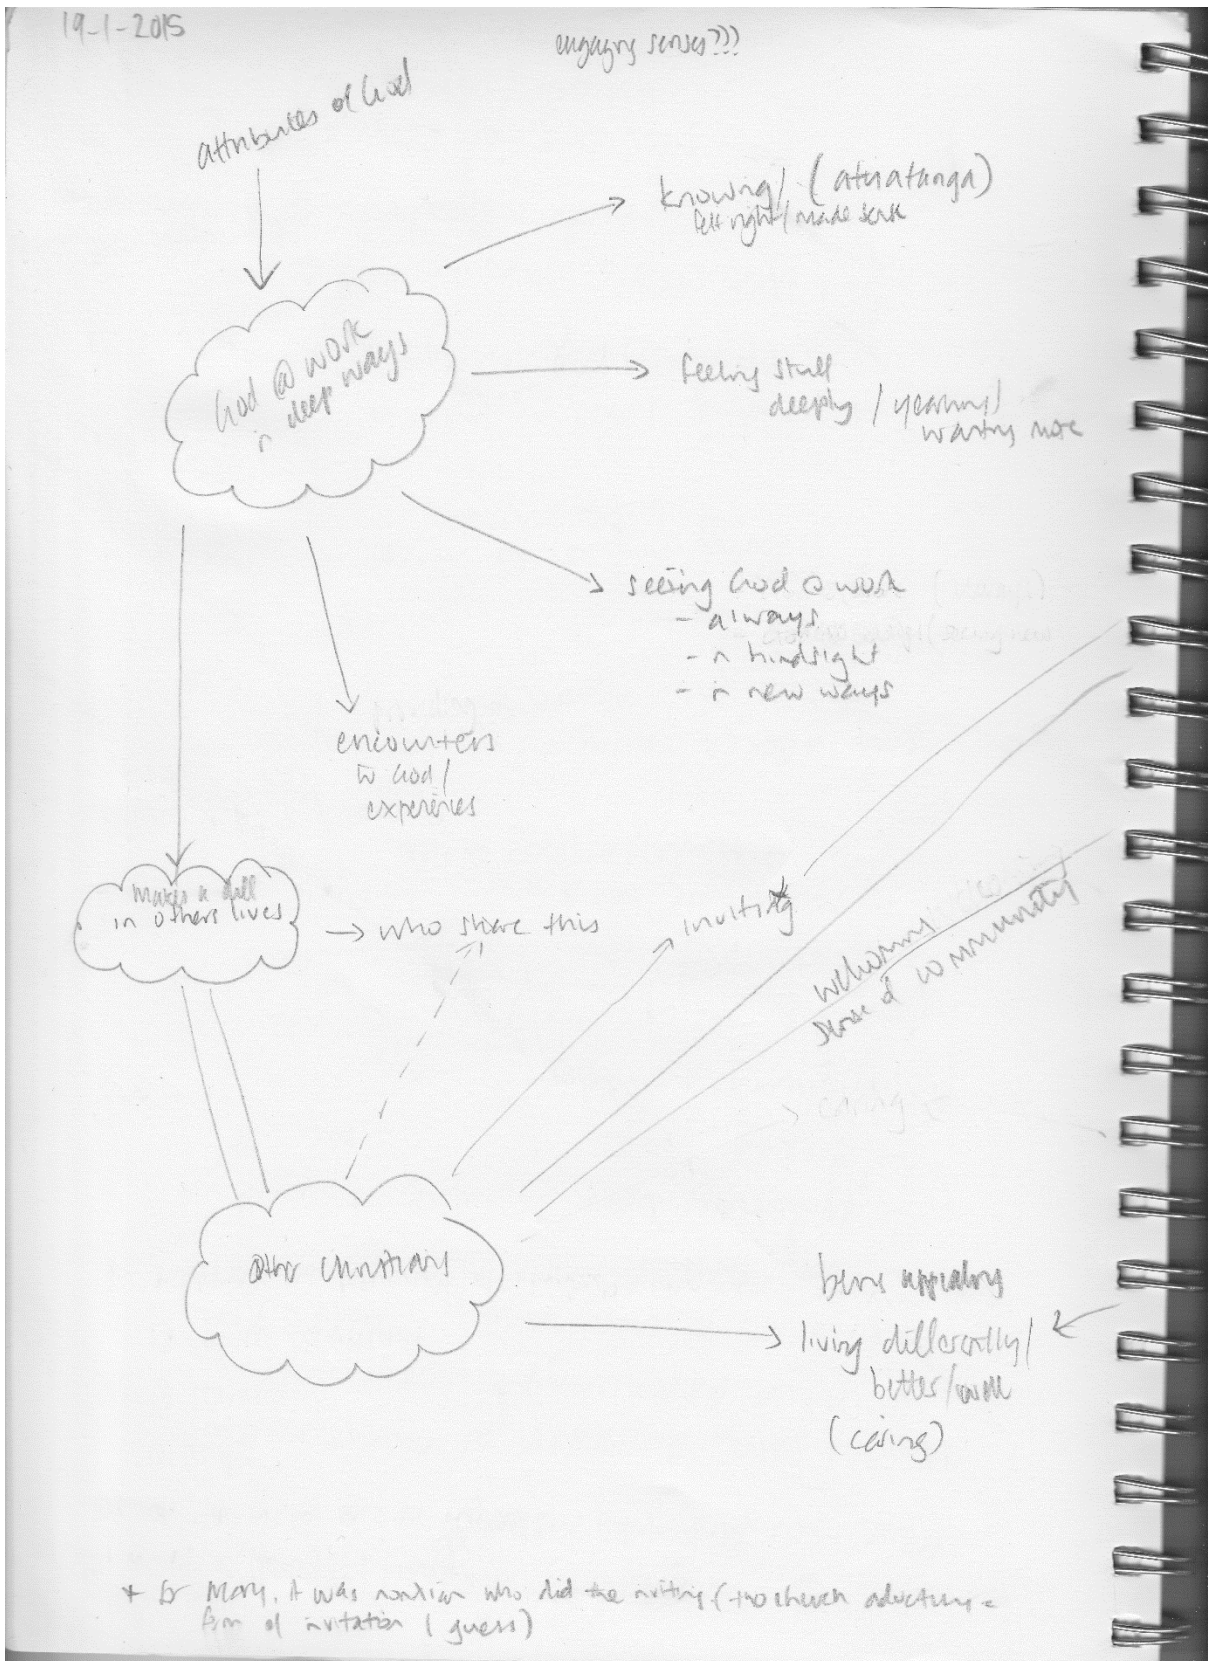 19-1-2015
engaging senses???
attributes of God
knowing/ (atuatanga)
felt right/made sense
God @ work
in deep ways
feeling stuff
deeply / yearning/
wanting more
seeing God @ work
- always
- in hindsight
- in new ways
encounters
w God/
experiences
makes a diff
in others lives
→ who share this
inviting*
welcoming
sense of community
caring
other Christians
being appealing
living differently/
better/well
(caring)
* for Mary, it was who did the inviting (tho church advertising =
form of invitation I guess)